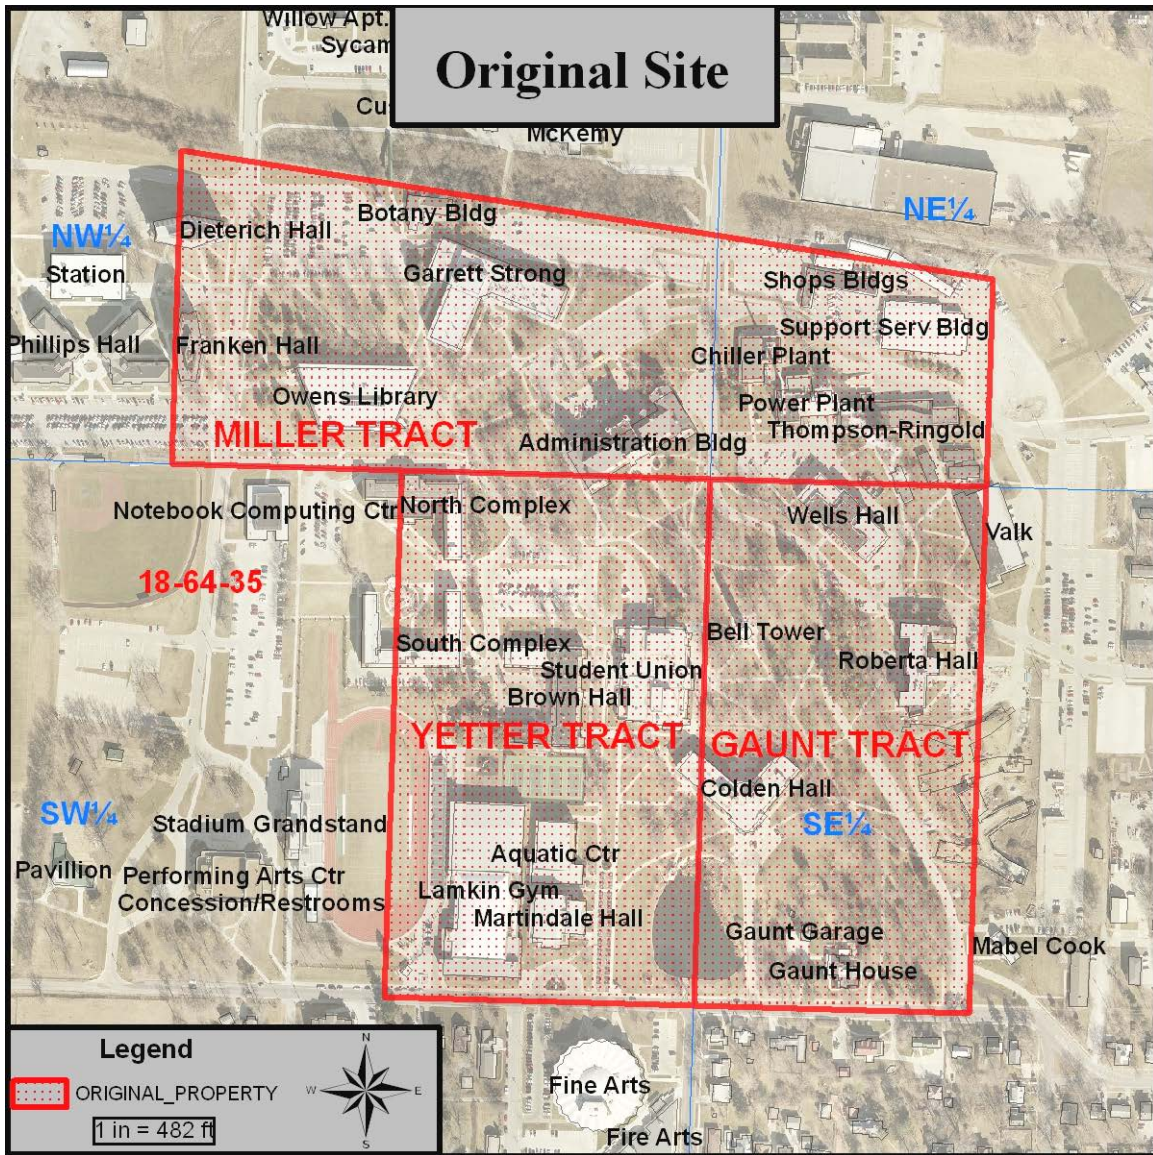 Willow Apt.
Sycam
Original Site
Cu
McKemy
NE¼
Botany Bldg
Dieterich Hall
NW¼
Station
Garrett Strong
Shops Bldgs
Support Serv Bldg
Phillips Hall
Franken Hall
Chiller Plant
Owens Library
Power Plant
MILLER TRACT
Administration Bldg
Thompson-Ringold
Notebook Computing Ctr
North Complex
Wells Hall
Valk
18-64-35
South Complex
Bell Tower
Student Union
Roberta Hall
Brown Hall
YETTER TRACT
GAUNT TRACT
Colden Hall
SW¼
SE¼
Stadium Grandstand
Aquatic Ctr
Pavillion
Performing Arts Ctr
Lamkin Gym
Concession/Restrooms
Martindale Hall
Gaunt Garage
Mabel Cook
Gaunt House
Legend
N
ORIGINAL_PROPERTY
W
E
1 in = 482 ft
S
Fine Arts
Fire Arts